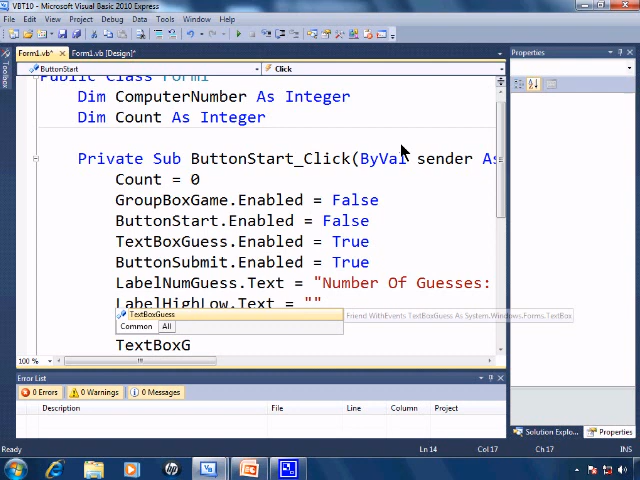 VBT10 - Microsoft Visual Basic 2010 Express
File Edit View Project Debug Data Tools Window Help
Form1.vb* Form1.vb [Design]*
Properties
Toolbox
ButtonStart Click
Public Class Form1
Dim ComputerNumber As Integer
Dim Count As Integer
Private Sub ButtonStart_Click(ByVal sender As
Count = 0
GroupBoxGame.Enabled = False
ButtonStart.Enabled = False
TextBoxGuess.Enabled = True
ButtonSubmit.Enabled = True
LabelNumGuess.Text = "Number Of Guesses:
LabelHighLow.Text = ""
TextBoxGuess
Friend WithEvents TextBoxGuess As System.Windows.Forms.TextBox
Common All
TextBoxG
100 %
Error List
0 Errors 0 Warnings 0 Messages
Description File Line Column Project
Solution Explo... Properties
Ready Ln 14 Col 17 Ch 17 INS